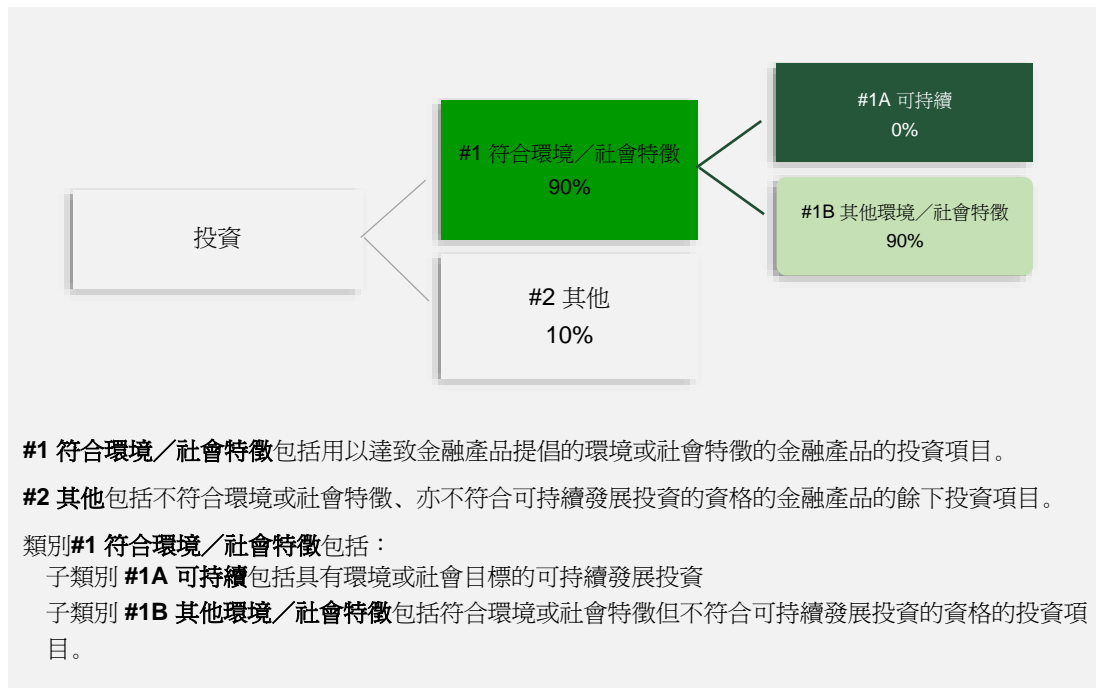 #1A 可持續
0%
#1 符合環境／社會特徵
90%
#1B 其他環境／社會特徵
90%
投資
#2 其他
10%
#1 符合環境／社會特徵包括用以達致金融產品提倡的環境或社會特徵的金融產品的投資項目。
#2 其他包括不符合環境或社會特徵、亦不符合可持續發展投資的資格的金融產品的餘下投資項目。
類別#1 符合環境／社會特徵包括：
子類別 #1A 可持續包括具有環境或社會目標的可持續發展投資
子類別 #1B 其他環境／社會特徵包括符合環境或社會特徵但不符合可持續發展投資的資格的投資項
目。